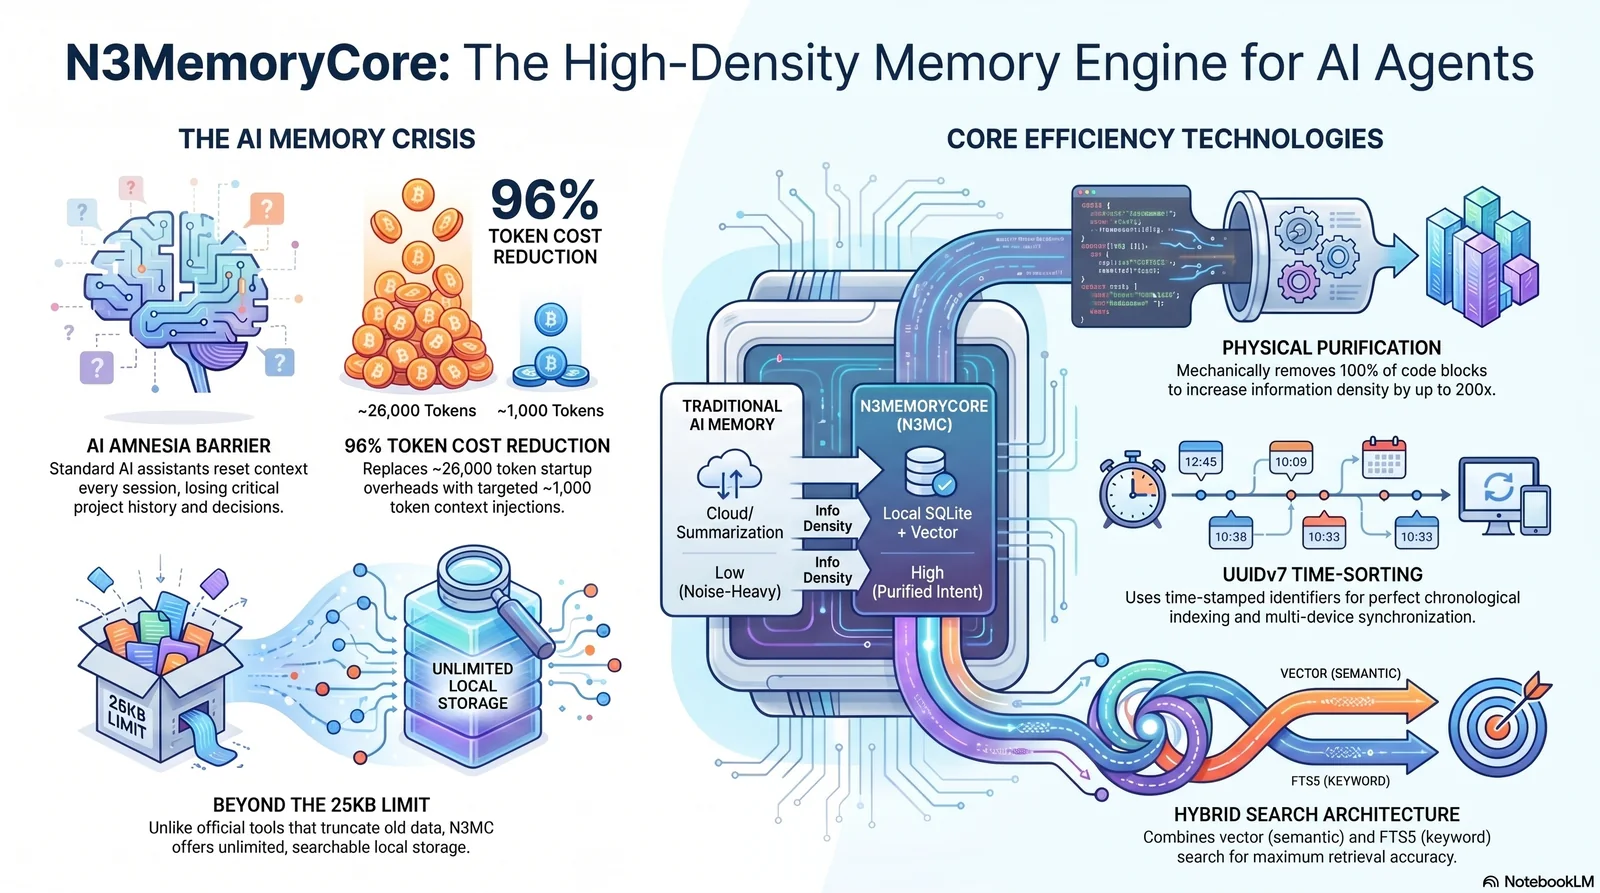 N3MemoryCore: The High-Density Memory Engine for AI Agents
THE AI MEMORY CRISIS
96%
TOKEN COST
REDUCTION
~26,000 Tokens
~1,000 Tokens
AI AMNESIA BARRIER
Standard AI assistants reset context
every session, losing critical
project history and decisions.
96% TOKEN COST REDUCTION
Replaces ~26,000 token startup
overheads with targeted ~1,000
token context injections.
26KB
LIMIT
UNLIMITED
LOCAL
STORAGE
BEYOND THE 25KB LIMIT
Unlike official tools that truncate old data, N3MC
offers unlimited, searchable local storage.
CORE EFFICIENCY TECHNOLOGIES
TRADITIONAL
AI MEMORY
Cloud/
Summarization
Low
(Noise-Heavy)
Info
Density
Info
Density
N3MEMORYCORE
(N3MC)
Local SQLite
+ Vector
High
(Purified Intent)
PHYSICAL PURIFICATION
Mechanically removes 100% of code blocks
to increase information density by up to 200x.
12:45
10:09
10:38
10:33
10:33
UUIDv7 TIME-SORTING
Uses time-stamped identifiers for perfect chronological
indexing and multi-device synchronization.
VECTOR (SEMANTIC)
FTS5 (KEYWORD)
HYBRID SEARCH ARCHITECTURE
Combines vector (semantic) and FTS5 (keyword)
search for maximum retrieval accuracy.
NotebookLM